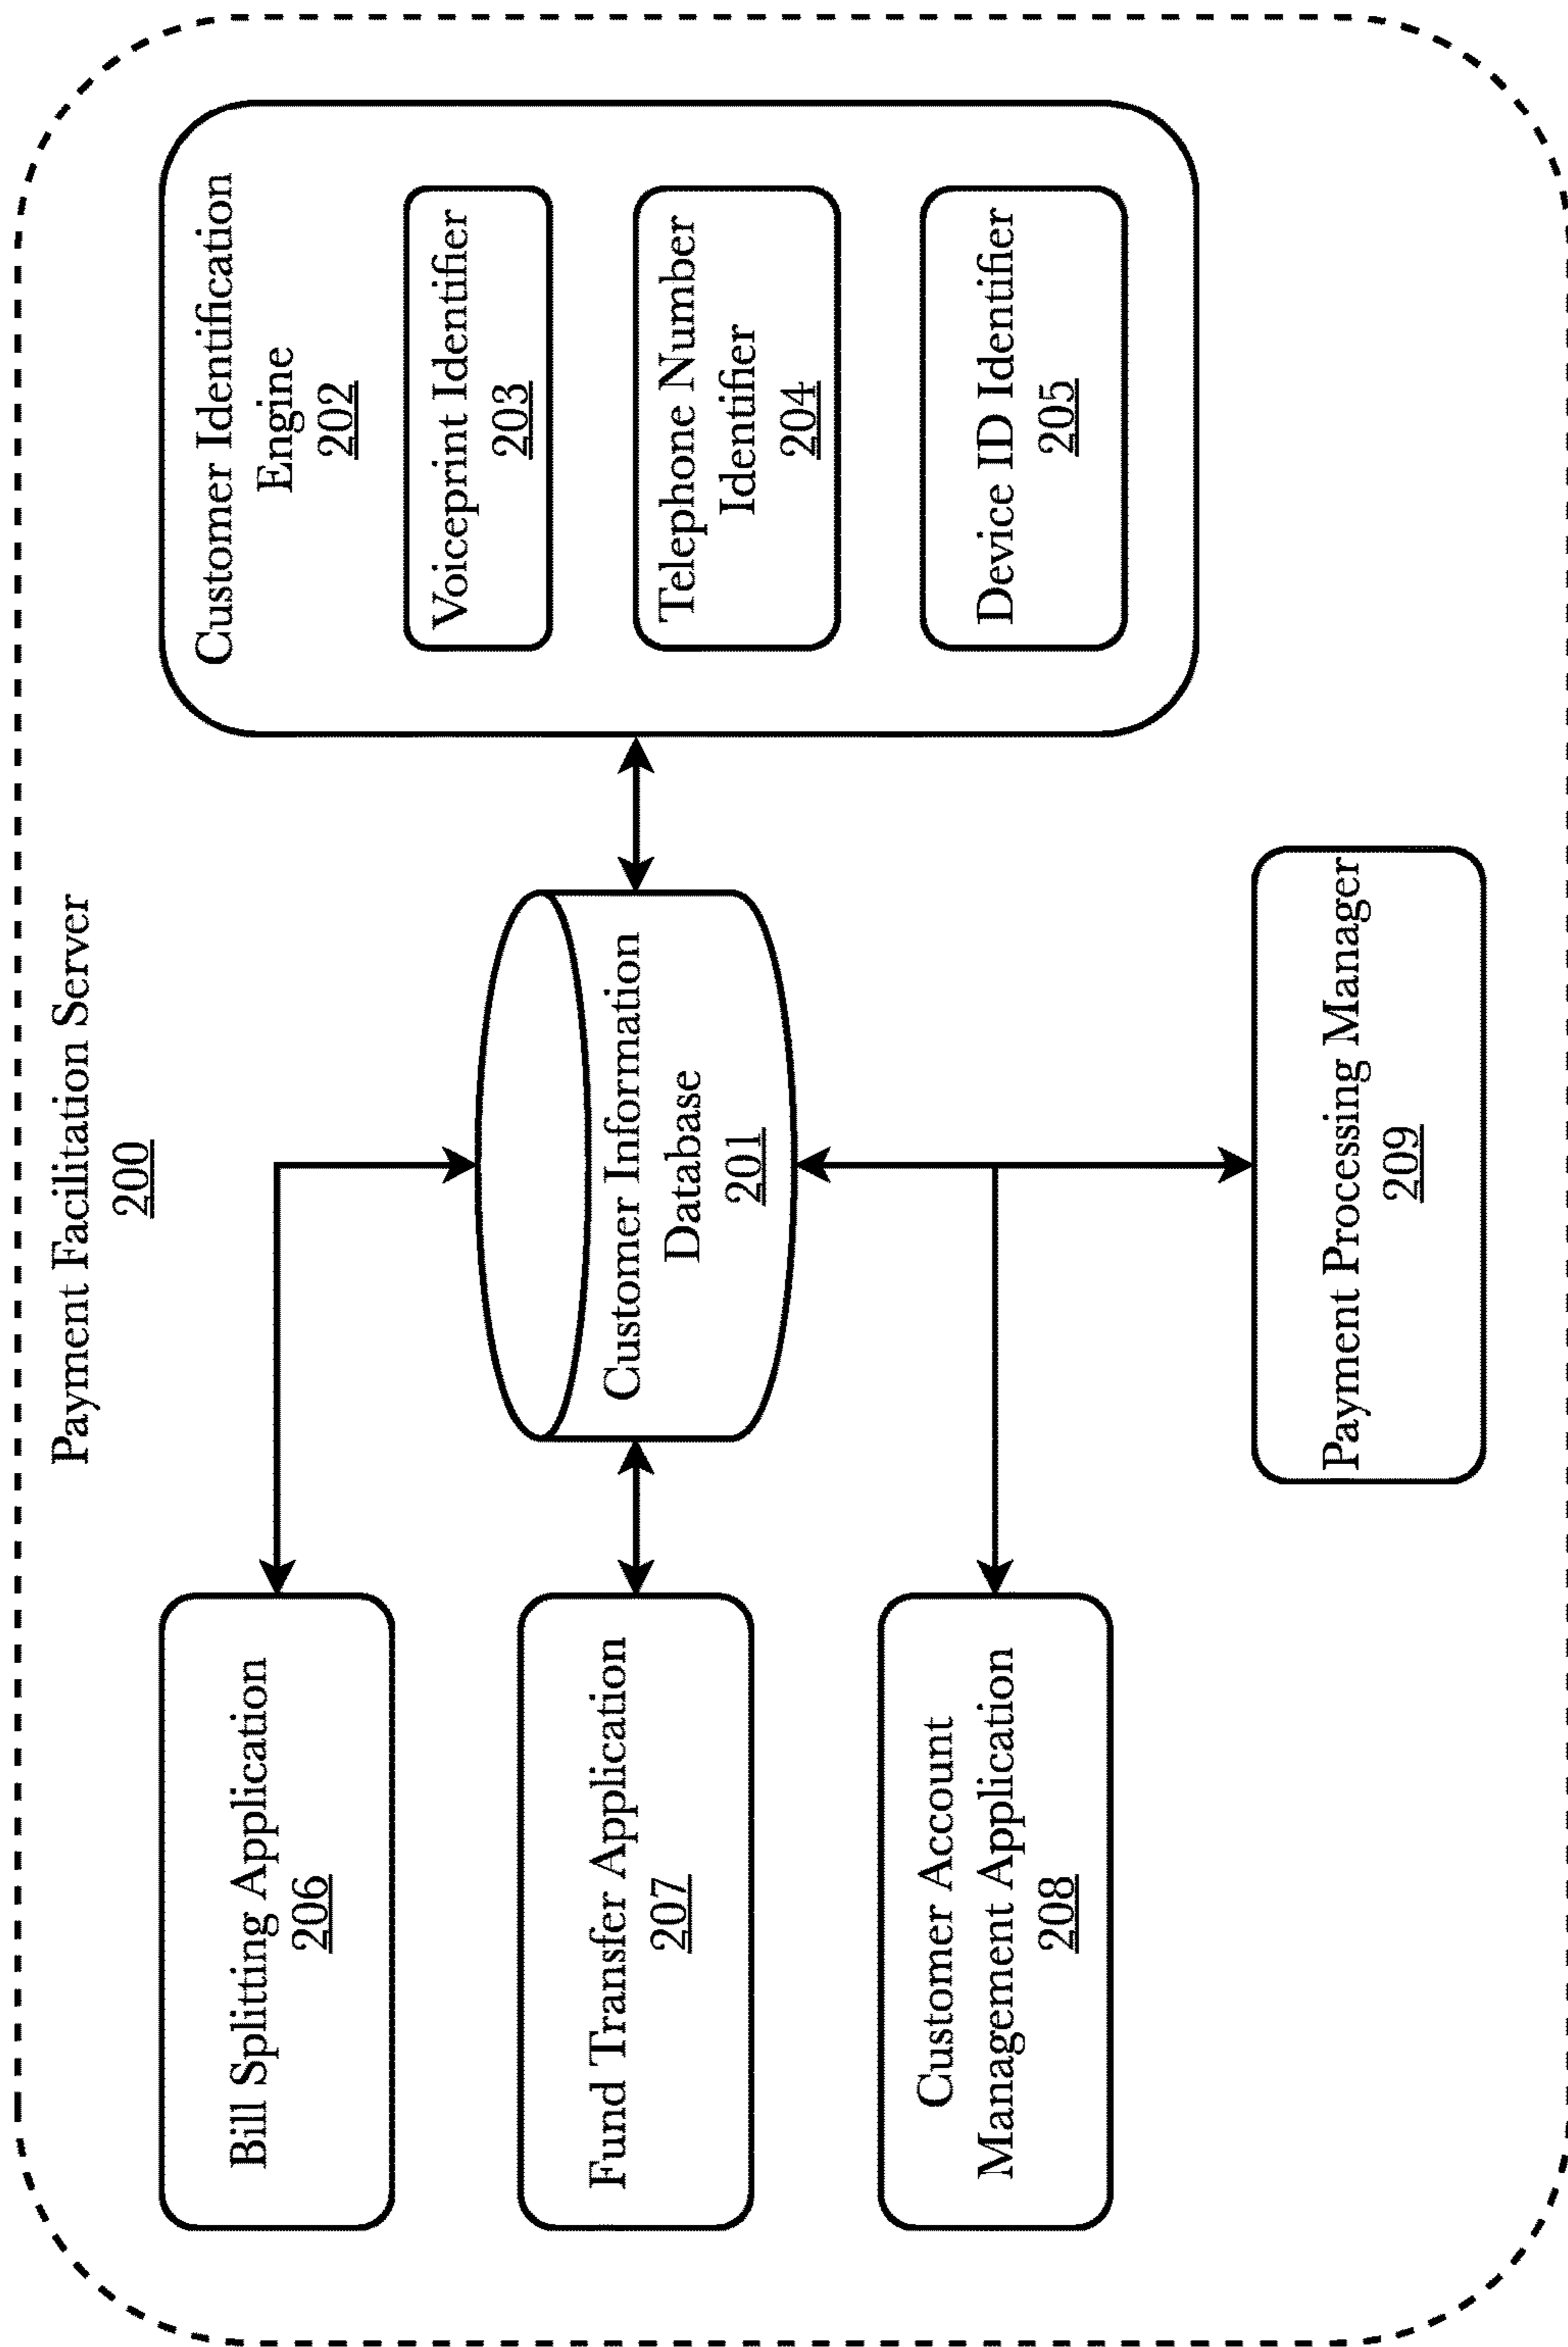 Payment Facilitation Server
200
Bill Splitting Application
206
Fund Transfer Application
207
Customer Account
Management Application
208
Customer Information
Database
201
Customer Identification
Engine
202
Voiceprint Identifier
203
Telephone Number
Identifier
204
Device ID Identifier
205
Payment Processing Manager
209